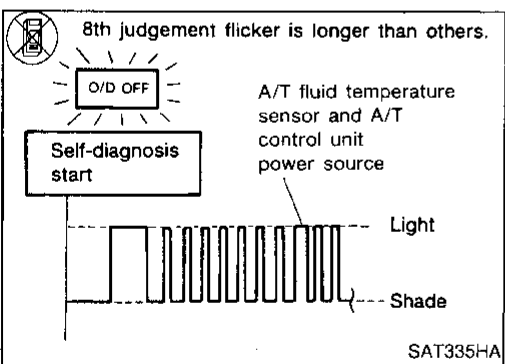 8th judgement flicker is longer than others.
O/D OFF
A/T fluid temperature
sensor and A/T
control unit
power source
Self-diagnosis
start
Light
Shade
SAT335HA